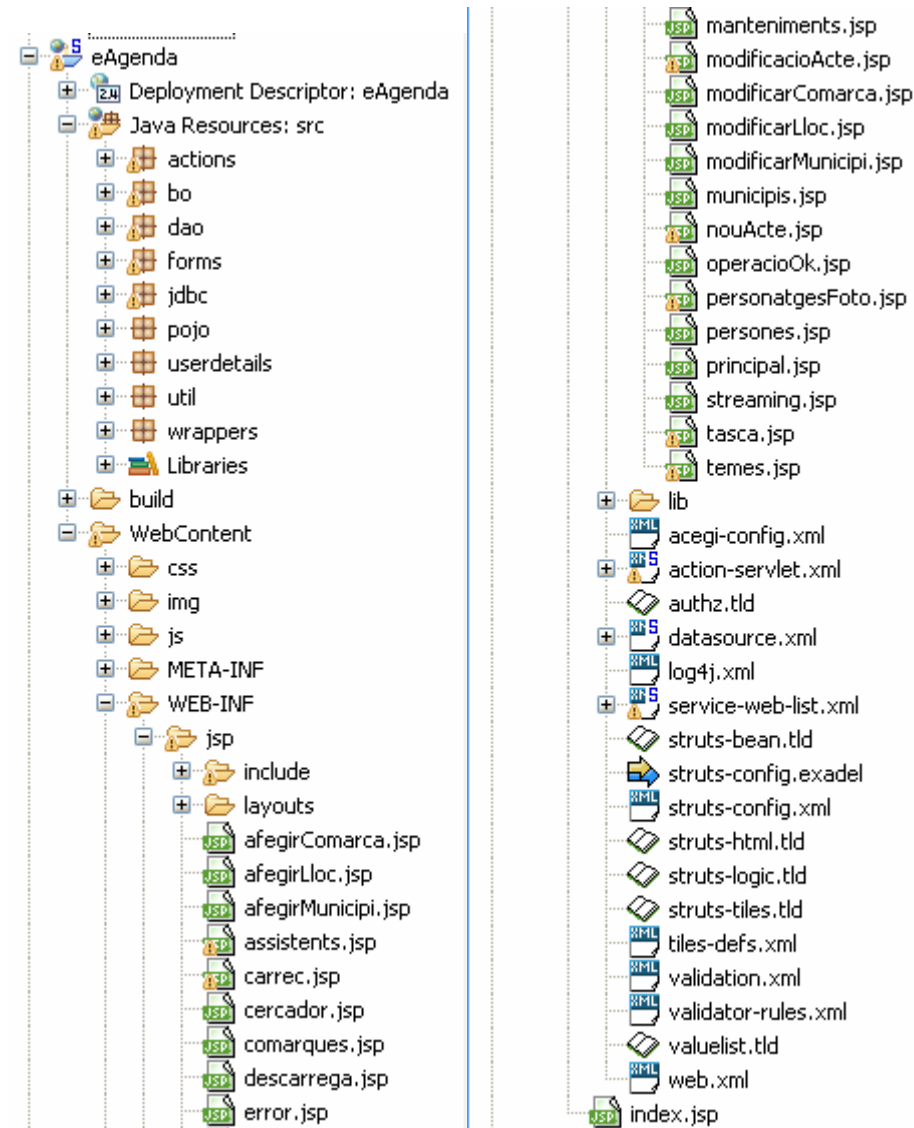 eAgenda
Deployment Descriptor: eAgenda
Java Resources: src
actions
bo
dao
forms
jdbc
pojo
userdetails
util
wrappers
Libraries
build
WebContent
css
img
js
META-INF
WEB-INF
jsp
include
layouts
afegirComarca.jsp
afegirLloc.jsp
afegirMunicipi.jsp
assistents.jsp
carrec.jsp
cercador.jsp
comarques.jsp
descarrega.jsp
error.jsp
manteniments.jsp
modificacioActe.jsp
modificarComarca.jsp
modificarLloc.jsp
modificarMunicipi.jsp
municipis.jsp
nouActe.jsp
operacioOk.jsp
personatgesFoto.jsp
persones.jsp
principal.jsp
streaming.jsp
tasca.jsp
temes.jsp
lib
acegi-config.xml
action-servlet.xml
authz.tld
datasource.xml
log4j.xml
service-web-list.xml
struts-bean.tld
struts-config.exadel
struts-config.xml
struts-html.tld
struts-logic.tld
struts-tiles.tld
tiles-defs.xml
validation.xml
validator-rules.xml
valuelist.tld
web.xml
index.jsp